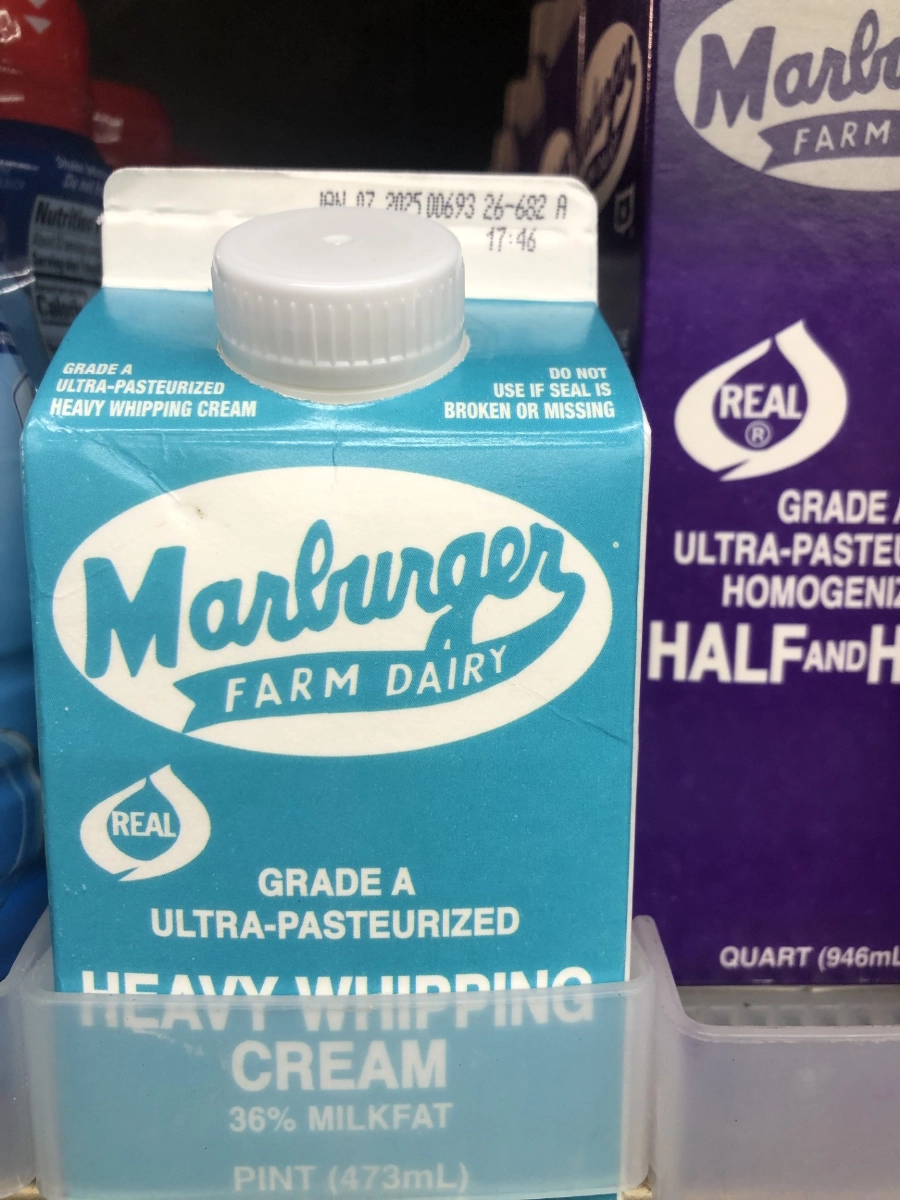 JAN 07 2025 00693 26-682 A
17:46
GRADE A
ULTRA-PASTEURIZED
HEAVY WHIPPING CREAM
DO NOT
USE IF SEAL IS
BROKEN OR MISSING
Marburger
FARM DAIRY
REAL
GRADE A
ULTRA-PASTEURIZED
HEAVY WHIPPING
CREAM
36% MILKFAT
PINT (473mL)
Marbu
FARM
REAL
®
GRADE A
ULTRA-PASTEU
HOMOGENIZ
HALF AND H
QUART (946mL
Nutrition